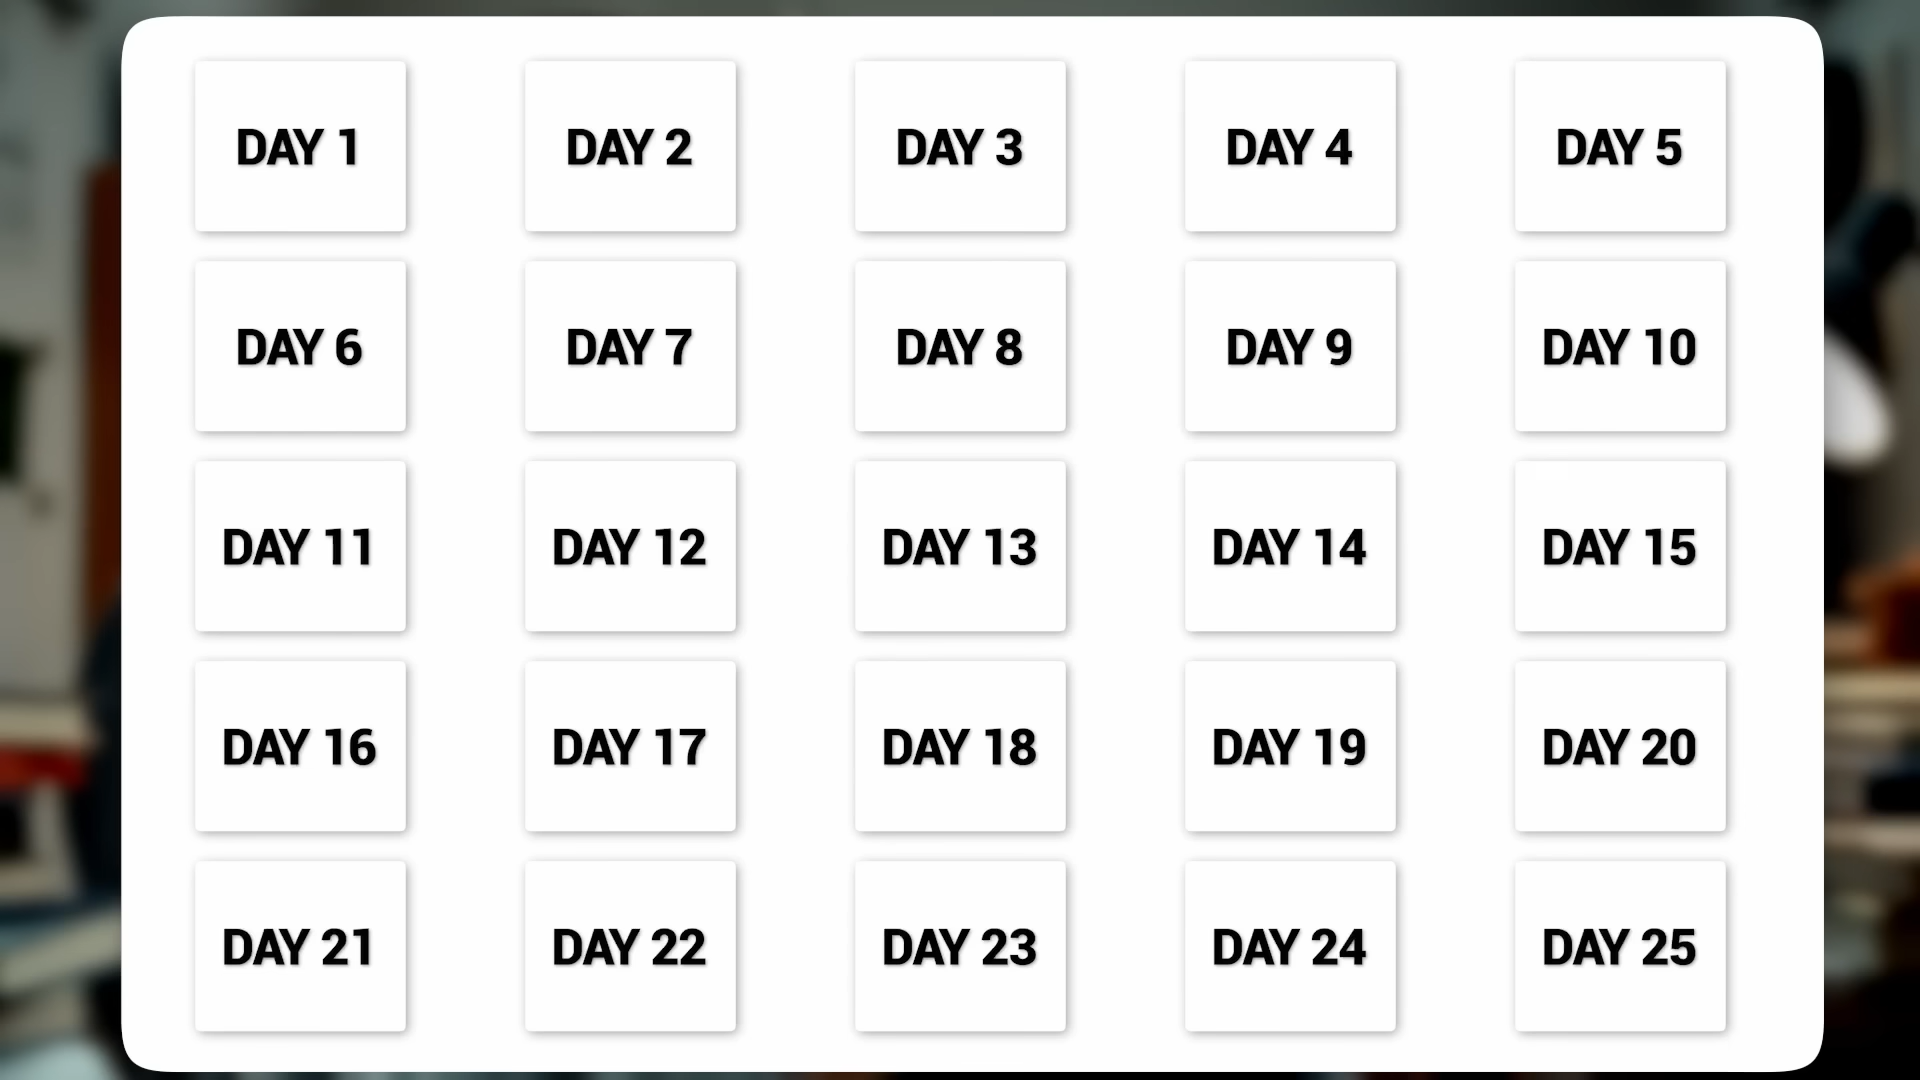 DAY 1
DAY 2
DAY 3
DAY 4
DAY 5
DAY 6
DAY 7
DAY 8
DAY 9
DAY 10
DAY 11
DAY 12
DAY 13
DAY 14
DAY 15
DAY 16
DAY 17
DAY 18
DAY 19
DAY 20
DAY 21
DAY 22
DAY 23
DAY 24
DAY 25